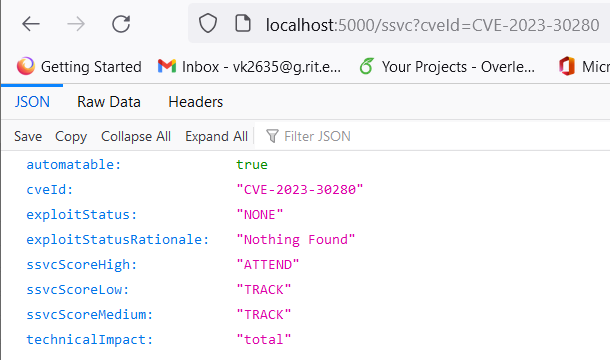 localhost:5000/ssvc?cveId=CVE-2023-30280
Getting Started Inbox - vk2635@g.rit.e... Your Projects - Overle... Micr
JSON Raw Data Headers
Save Copy Collapse All Expand All Filter JSON
automatable: true
cveId: "CVE-2023-30280"
exploitStatus: "NONE"
exploitStatusRationale: "Nothing Found"
ssvcScoreHigh: "ATTEND"
ssvcScoreLow: "TRACK"
ssvcScoreMedium: "TRACK"
technicalImpact: "total"